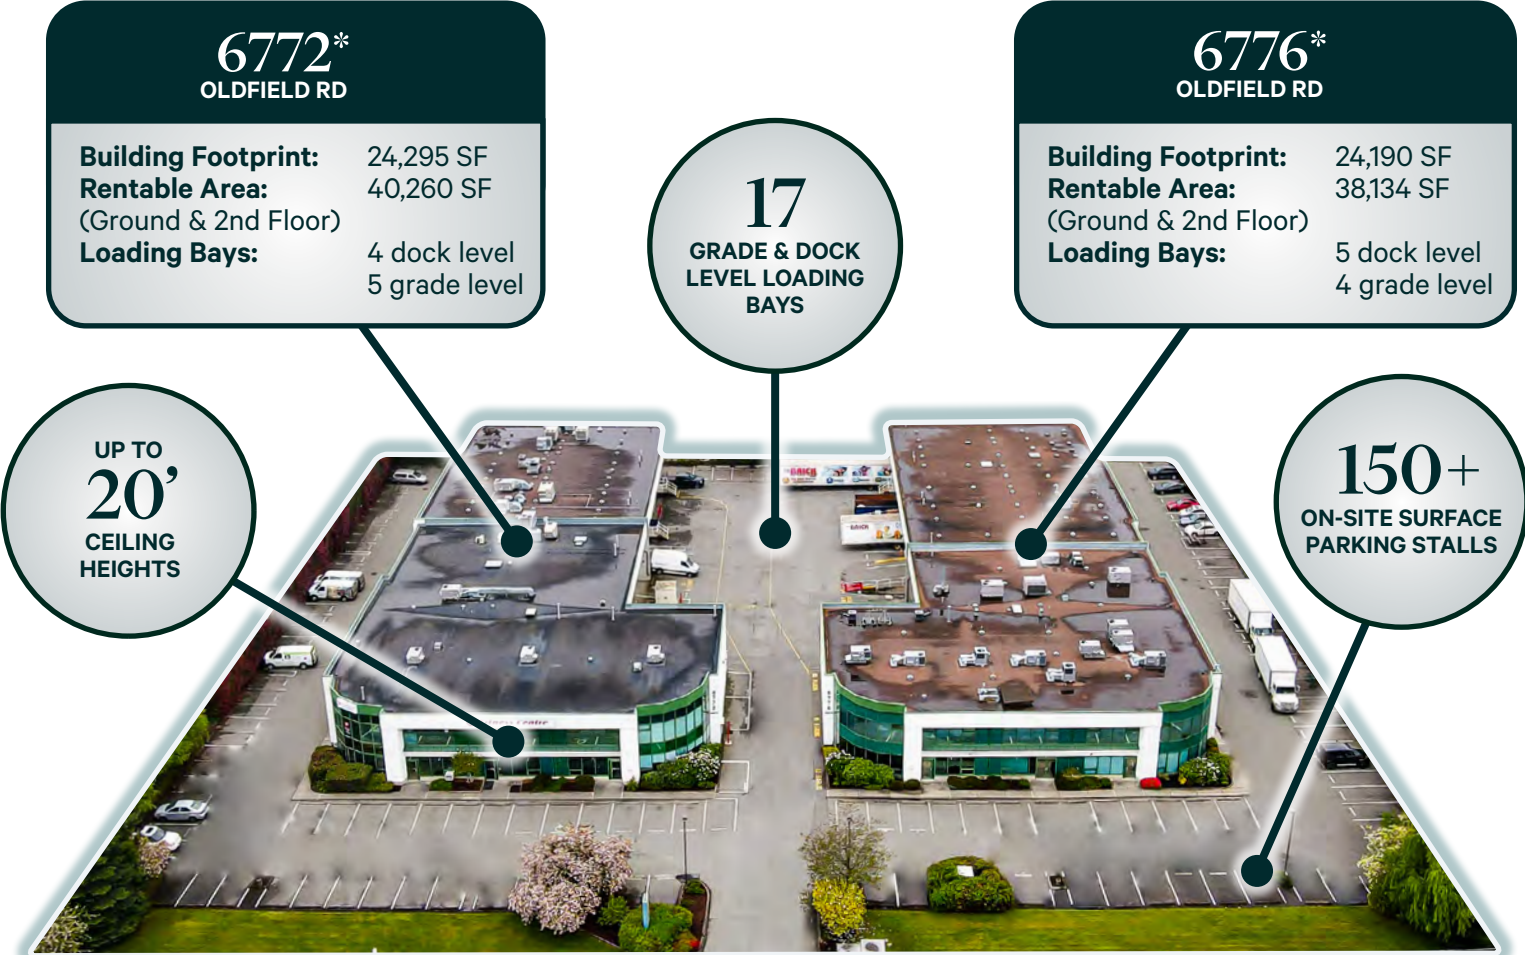 6772*
OLDFIELD RD
Building Footprint: 24,295 SF
Rentable Area: 40,260 SF
(Ground & 2nd Floor)
Loading Bays: 4 dock level
5 grade level
17
GRADE & DOCK
LEVEL LOADING
BAYS
6776*
OLDFIELD RD
Building Footprint: 24,190 SF
Rentable Area: 38,134 SF
(Ground & 2nd Floor)
Loading Bays: 5 dock level
4 grade level
UP TO
20’
CEILING
HEIGHTS
150+
ON-SITE SURFACE
PARKING STALLS
BRICK
BRICK
Centre